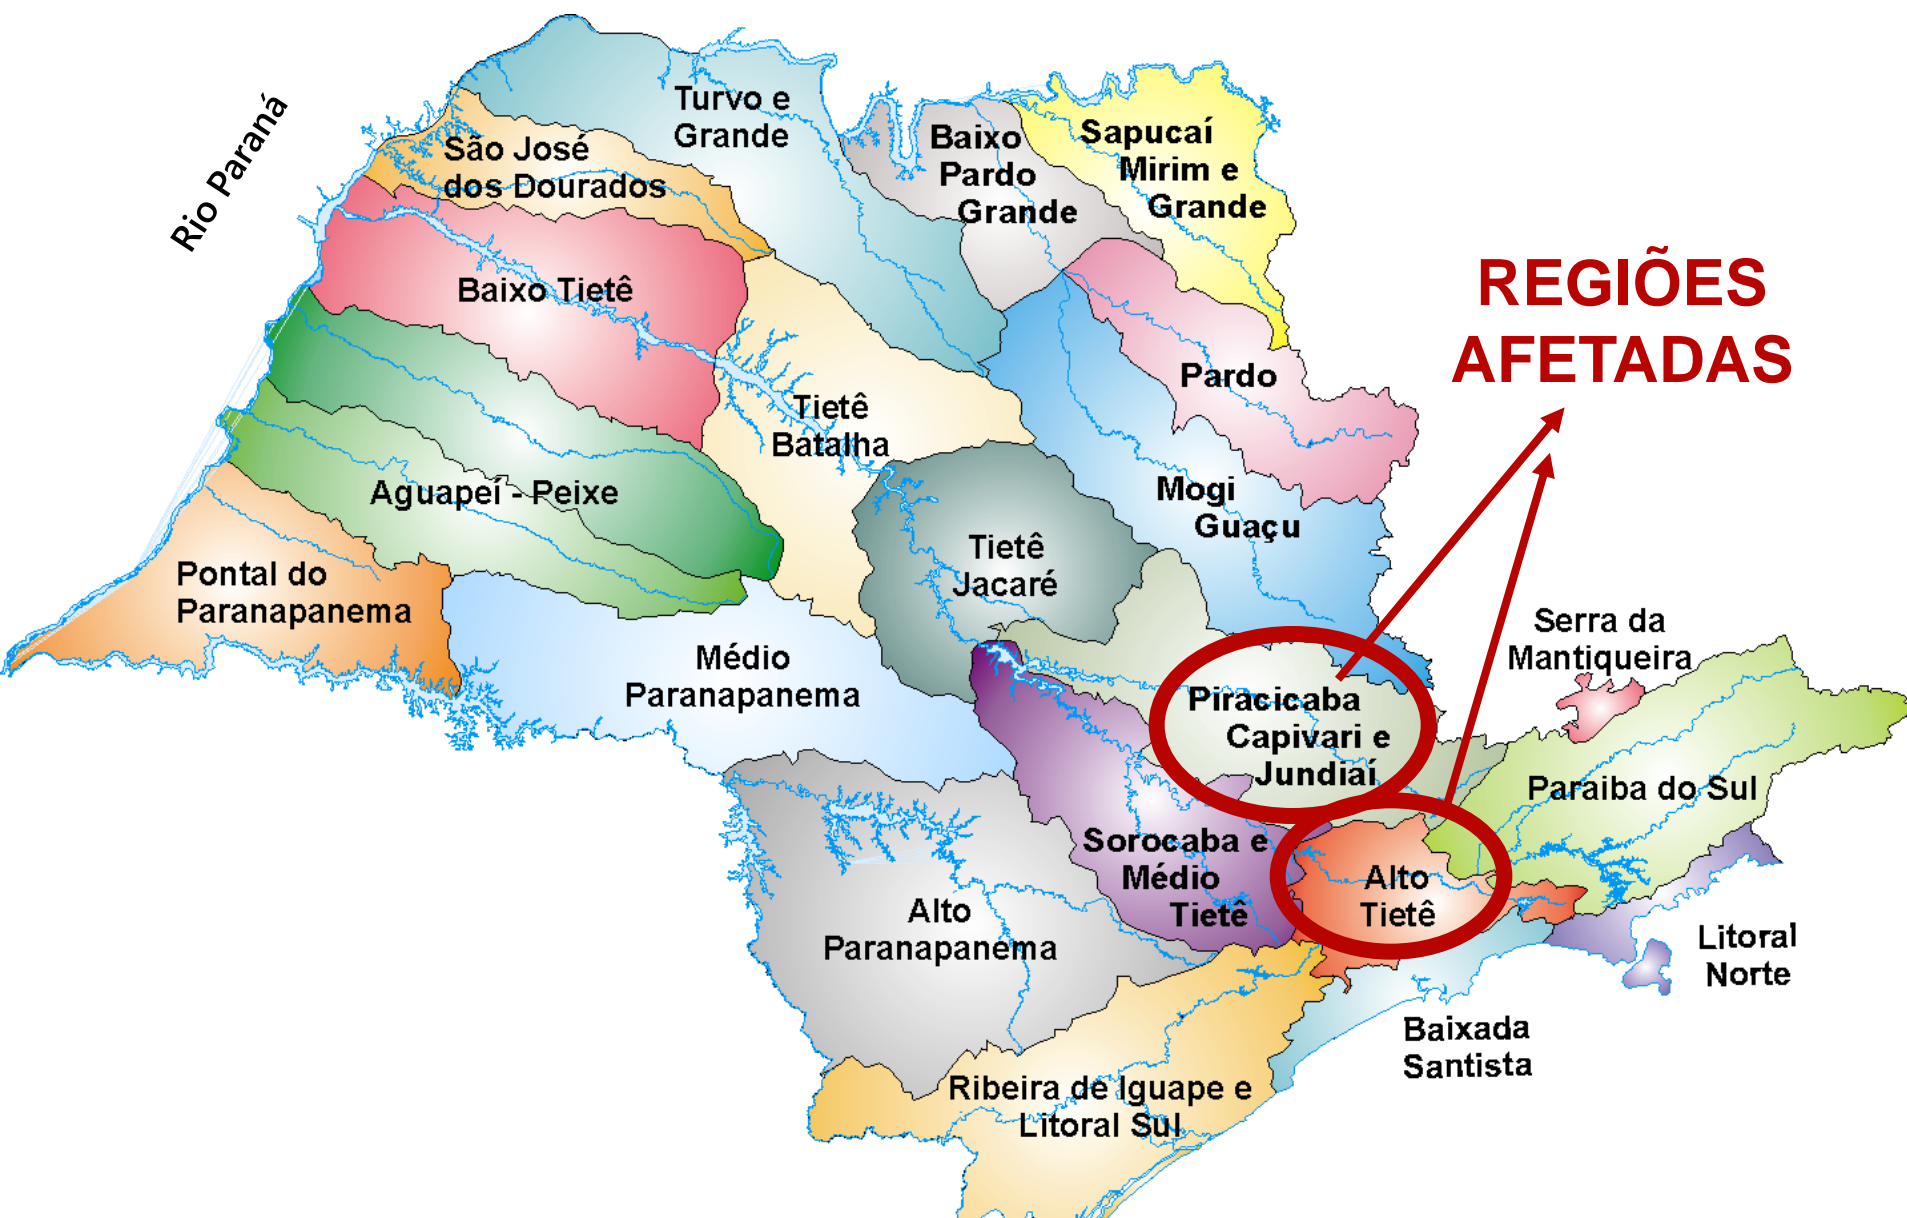 Rio Paraná
Turvo e
Grande
São José
dos Dourados
Baixo
Pardo
Grande
Sapucaí
Mirim e
Grande
REGIÕES
AFETADAS
Baixo Tietê
Pardo
Tietê
Batalha
Aguapeí - Peixe
Mogi
Guaçu
Tietê
Jacaré
Pontal do
Paranapanema
Médio
Paranapanema
Serra da
Mantiqueira
Piracicaba
Capivari e
Jundiaí
Paraiba do Sul
Sorocaba e
Médio
Tietê
Alto
Tietê
Alto
Paranapanema
Litoral
Norte
Baixada
Santista
Ribeira de Iguape e
Litoral Sul